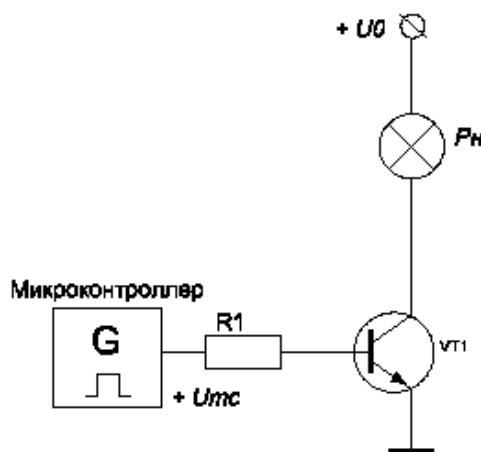 + U0
Рн
Микроконтроллер
R1
G
VT1
+ Umc